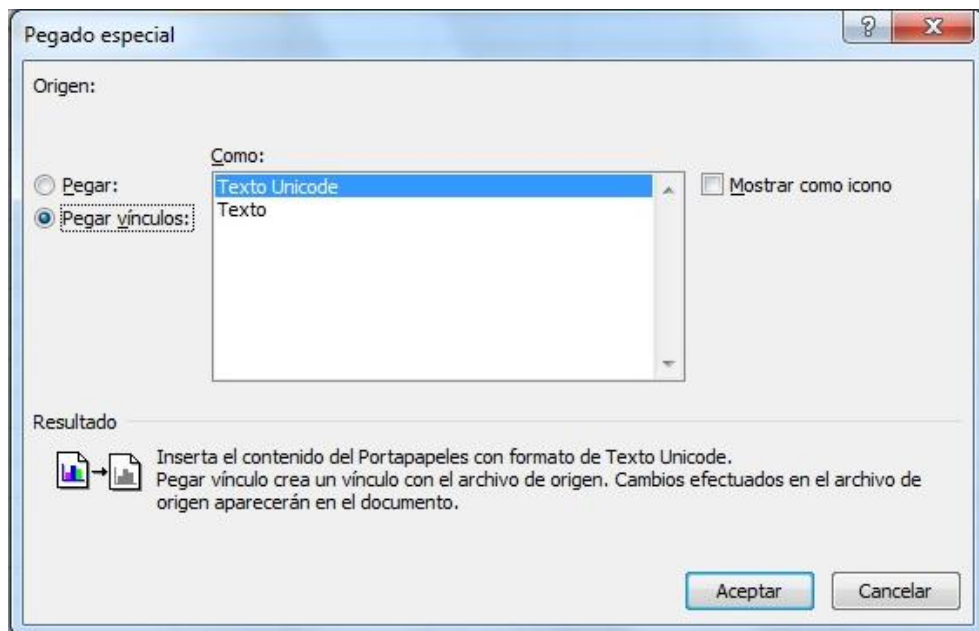 Pegado especial
Origen:
Como:
Pegar:
Pegar vínculos:
Texto Unicode
Texto
Mostrar como icono
Resultado
Inserta el contenido del Portapapeles con formato de Texto Unicode.
Pegar vínculo crea un vínculo con el archivo de origen. Cambios efectuados en el archivo de
origen aparecerán en el documento.
Aceptar
Cancelar